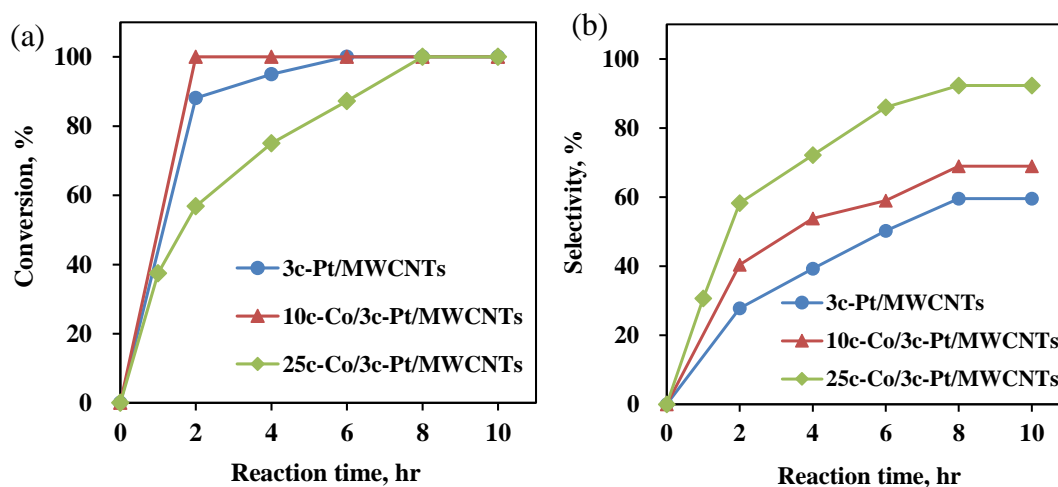 (a)
Conversion, %
100
80
60
40
20
0
0 2 4 6 8 10
Reaction time, hr
3c-Pt/MWCNTs
10c-Co/3c-Pt/MWCNTs
25c-Co/3c-Pt/MWCNTs
(b)
Selectivity, %
100
80
60
40
20
0
0 2 4 6 8 10
Reaction time, hr
3c-Pt/MWCNTs
10c-Co/3c-Pt/MWCNTs
25c-Co/3c-Pt/MWCNTs